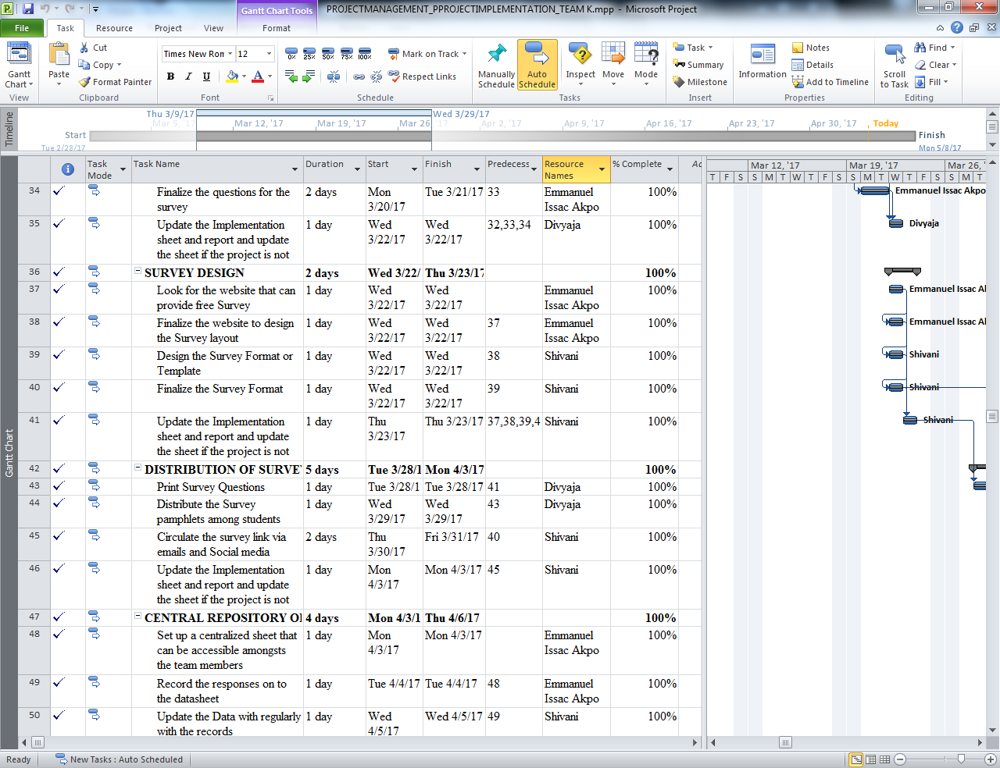 Gantt Chart Tools
PROJECTMANAGEMENT_PPROJECTIMPLEMENTATION_TEAM K.mpp - Microsoft Project
File Task Resource Project View Format
Gantt Chart
View
Paste
Cut
Copy
Format Painter
Clipboard
Times New Ron 12
B I U A
Font
0% 25% 50% 75% 100%
Mark on Track
Respect Links
Schedule
Manually Schedule
Auto Schedule
Inspect
Move
Mode
Tasks
Task
Summary
Milestone
Insert
Information
Notes
Details
Add to Timeline
Properties
Scroll to Task
Find
Clear
Fill
Editing
Timeline
Thu 3/9/17 Wed 3/29/17
Mar 5, '17 Mar 12, '17 Mar 19, '17 Mar 26 '17 Apr 2, '17 Apr 9, '17 Apr 16, '17 Apr 23, '17 Apr 30, '17 Today
Start Finish
Tue 2/28/17 Mon 5/8/17
Gantt Chart
Task Mode Task Name Duration Start Finish Predecess Resource Names % Complete Ac
34 Finalize the questions for the survey 2 days Mon 3/20/17 Tue 3/21/17 33 Emmanuel Issac Akpo 100%
35 Update the Implementation sheet and report and update the sheet if the project is not 1 day Wed 3/22/17 Wed 3/22/17 32,33,34 Divyaja 100%
36 SURVEY DESIGN 2 days Wed 3/22/ Thu 3/23/17 100%
37 Look for the website that can provide free Survey 1 day Wed 3/22/17 Wed 3/22/17 Emmanuel Issac Akpo 100%
38 Finalize the website to design the Survey layout 1 day Wed 3/22/17 Wed 3/22/17 37 Emmanuel Issac Akpo 100%
39 Design the Survey Format or Template 1 day Wed 3/22/17 Wed 3/22/17 38 Shivani 100%
40 Finalize the Survey Format 1 day Wed 3/22/17 Wed 3/22/17 39 Shivani 100%
41 Update the Implementation sheet and report and update the sheet if the project is not 1 day Thu 3/23/17 Thu 3/23/17 37,38,39,4 Shivani 100%
42 DISTRIBUTION OF SURVE 5 days Tue 3/28/1 Mon 4/3/17 100%
43 Print Survey Questions 1 day Tue 3/28/1 Tue 3/28/17 41 Divyaja 100%
44 Distribute the Survey pamphlets among students 1 day Wed 3/29/17 Wed 3/29/17 43 Divyaja 100%
45 Circulate the survey link via emails and Social media 2 days Thu 3/30/17 Fri 3/31/17 40 Shivani 100%
46 Update the Implementation sheet and report and update the sheet if the project is not 1 day Mon 4/3/17 Mon 4/3/17 45 Shivani 100%
47 CENTRAL REPOSITORY O 4 days Mon 4/3/1 Thu 4/6/17 100%
48 Set up a centralized sheet that can be accessible amongsts the team members 1 day Mon 4/3/17 Mon 4/3/17 Emmanuel Issac Akpo 100%
49 Record the responses on to the datasheet 1 day Tue 4/4/17 Tue 4/4/17 48 Emmanuel Issac Akpo 100%
50 Update the Data with regularly with the records 1 day Wed 4/5/17 Wed 4/5/17 49 Shivani 100%
Mar 12, '17 Mar 19, '17 Mar 26, '
T F S S M T W T F S S M T W T F S S M T
Emmanuel Issac Akpo
Divyaja
Emmanuel Issac Al
Emmanuel Issac Al
Shivani
Shivani
Shivani
Ready New Tasks : Auto Scheduled